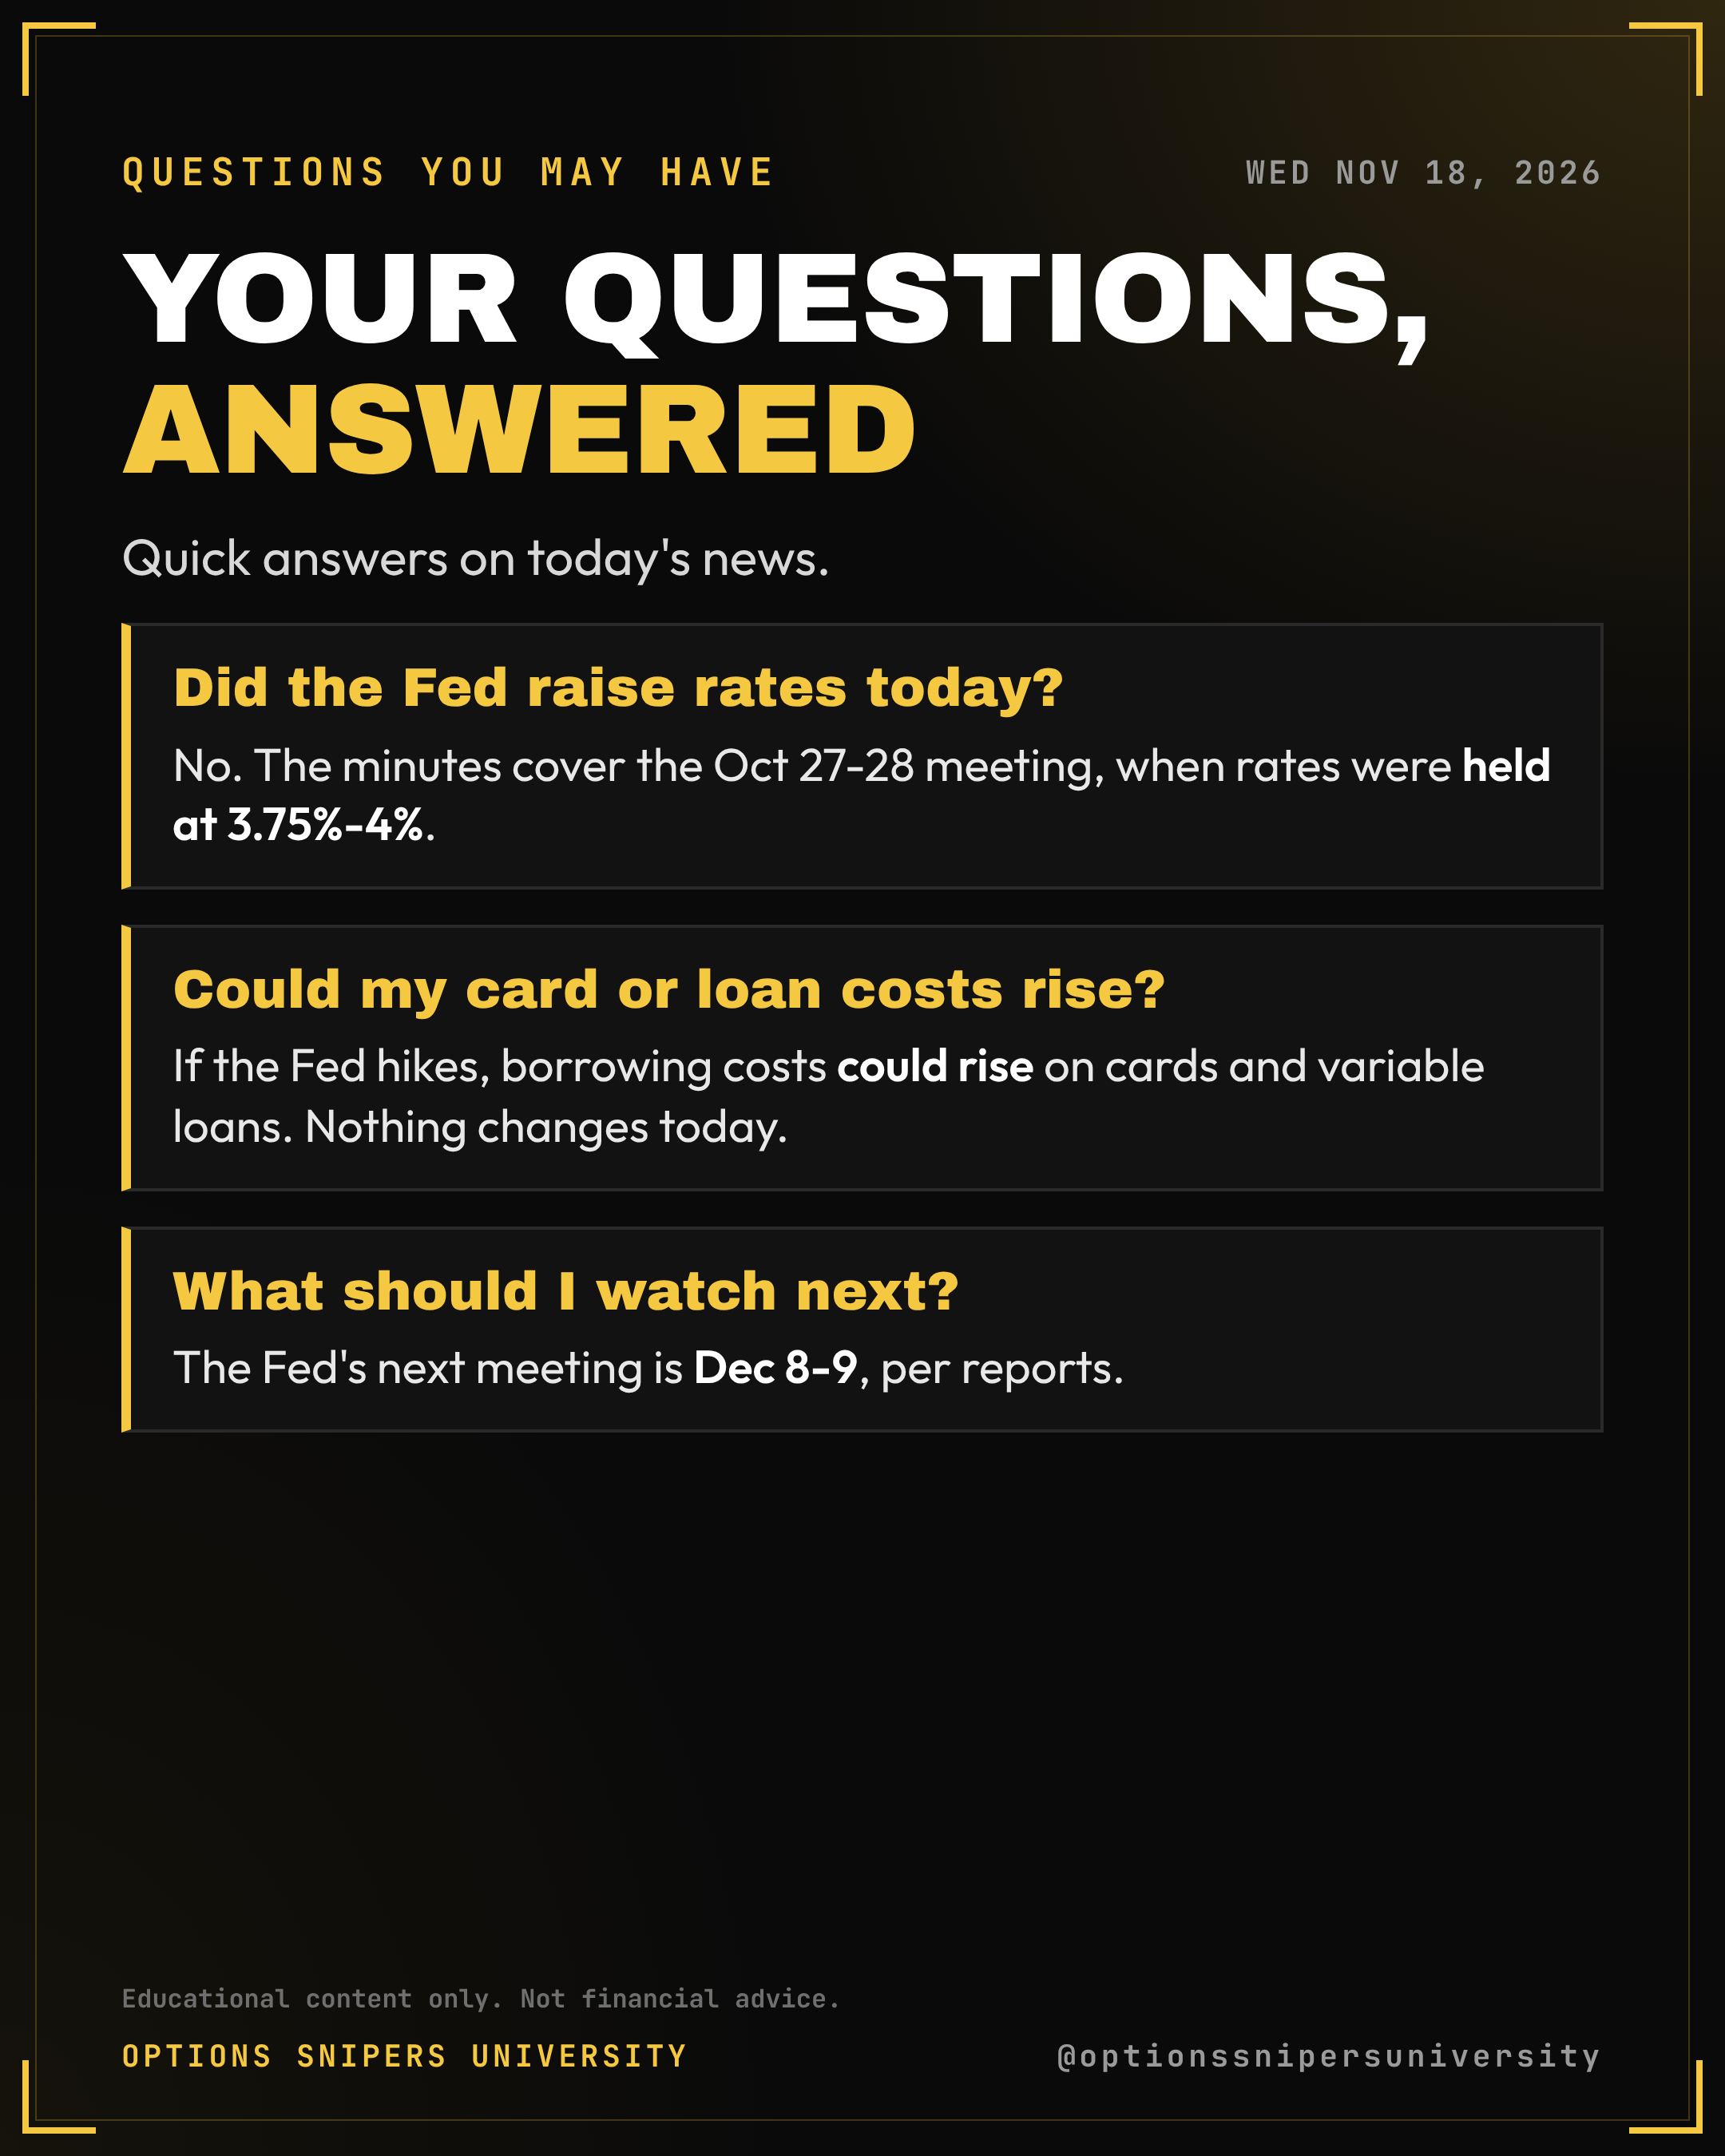 QUESTIONS YOU MAY HAVE
WED NOV 18, 2026
YOUR QUESTIONS,
ANSWERED
Quick answers on today's news.
Did the Fed raise rates today?
No. The minutes cover the Oct 27-28 meeting, when rates were held
at 3.75%-4%.
Could my card or loan costs rise?
If the Fed hikes, borrowing costs could rise on cards and variable
loans. Nothing changes today.
What should I watch next?
The Fed's next meeting is Dec 8-9, per reports.
Educational content only. Not financial advice.
OPTIONS SNIPERS UNIVERSITY
@optionssnipersuniversity